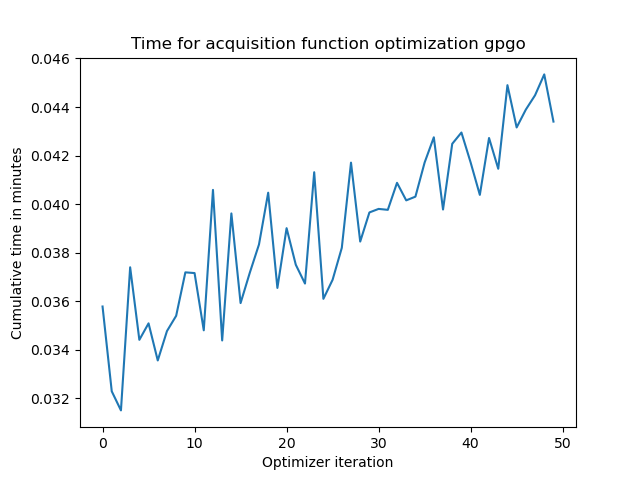 Time for acquisition function optimization gpgo
0.046
0.044
0.042
0.040
0.038
0.036
0.034
0.032
Cumulative time in minutes
0 10 20 30 40 50
Optimizer iteration